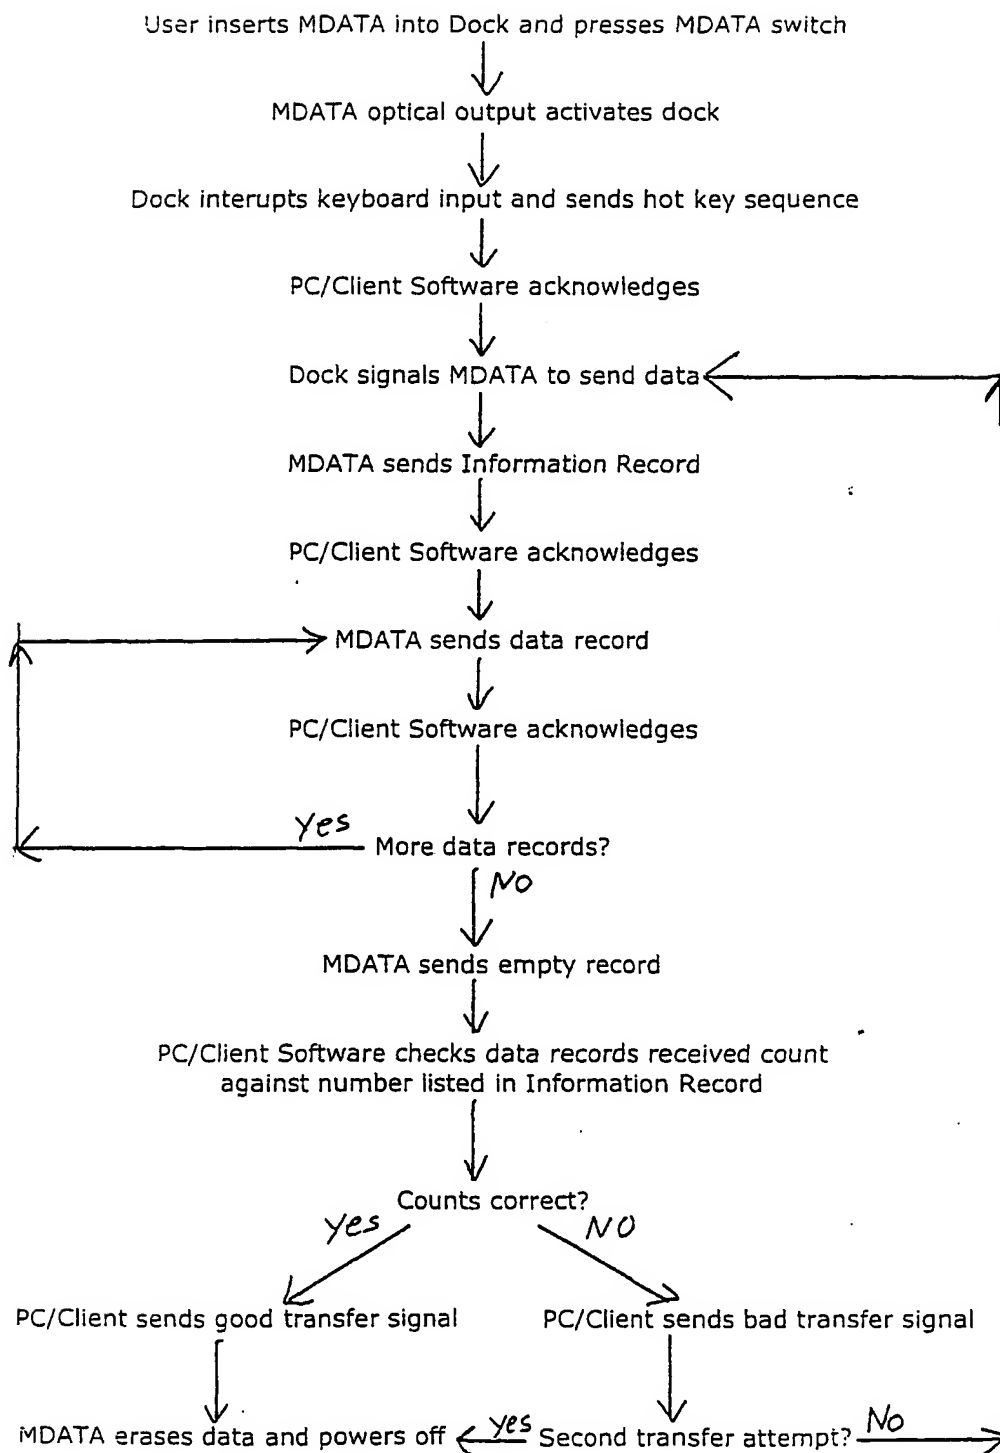 User inserts MDATA into Dock and presses MDATA switch
MDATA optical output activates dock
Dock interupts keyboard input and sends hot key sequence
PC/Client Software acknowledges
Dock signals MDATA to send data
MDATA sends Information Record
PC/Client Software acknowledges
MDATA sends data record
PC/Client Software acknowledges
Yes
More data records?
NO
MDATA sends empty record
PC/Client Software checks data records received count
against number listed in Information Record
Counts correct?
Yes
NO
PC/Client sends good transfer signal
PC/Client sends bad transfer signal
MDATA erases data and powers off
Yes
Second transfer attempt?
No